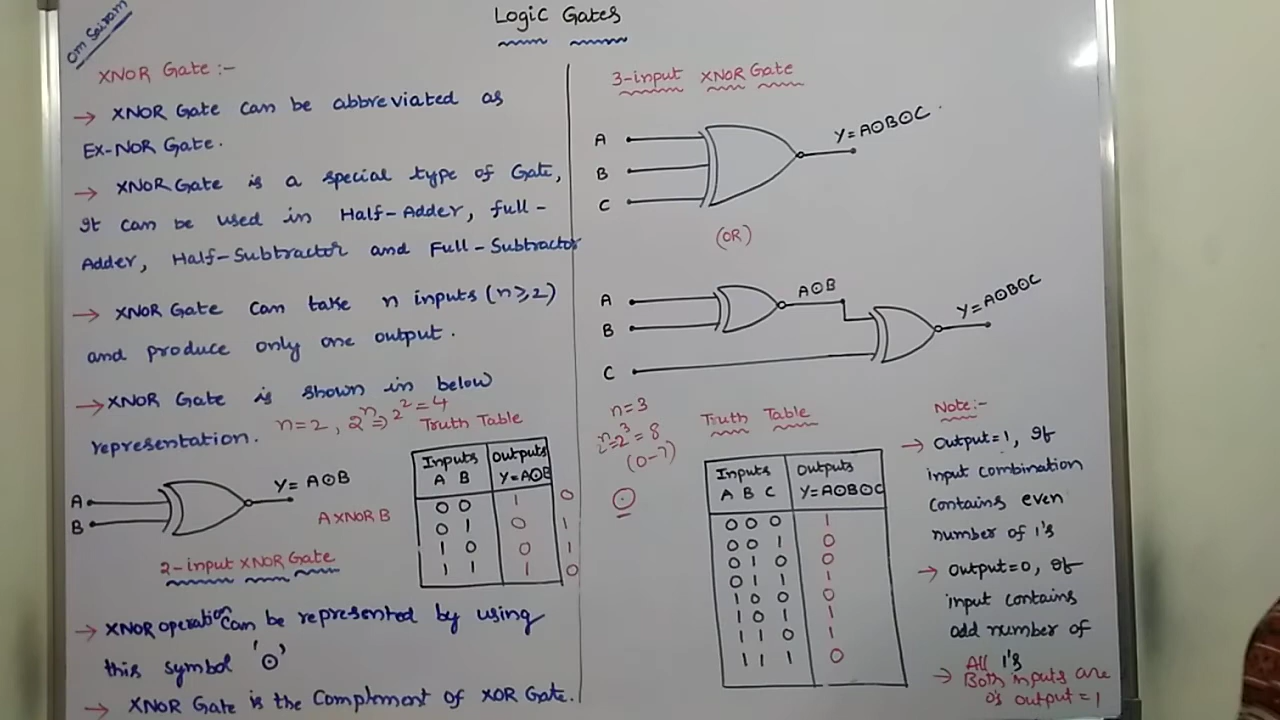 Om Sairam
Logic Gates
XNOR Gate :-
→ XNOR Gate can be abbreviated as
Ex-NOR Gate.
→ XNOR Gate is a special type of Gate,
It can be used in Half-Adder, full-
Adder, Half-Subtractor and Full-Subtractor
→ XNOR Gate can take n inputs (n≥2)
and produce only one output.
→ XNOR Gate is shown in below
representation. n=2, 2^n ⇒ 2^2 = 4
A
B
Y= A⊙B
A XNOR B
2-input XNOR Gate
Truth Table
Inputs Outputs
A B Y=A⊙B
0 0 1 0
0 1 0 1
1 0 0 1
1 1 1 0
→ XNOR operation can be represented by using
this symbol '⊙'
→ XNOR Gate is the Complement of XOR Gate.
3-input XNOR Gate
A
B
C
Y=A⊙B⊙C
(OR)
A
B
C
A⊙B
Y=A⊙B⊙C
n=3
2^3 = 8
(0-7)
⊙
Truth Table
Inputs Outputs
A B C Y=A⊙B⊙C
0 0 0 1
0 0 1 0
0 1 0 0
0 1 1 1
1 0 0 0
1 0 1 1
1 1 0 1
1 1 1 0
Note:-
→ Output=1, If
input combination
contains even
number of 1's
→ Output=0, If
input contains
add number of
1's
→ All
Both inputs are
0's output=1